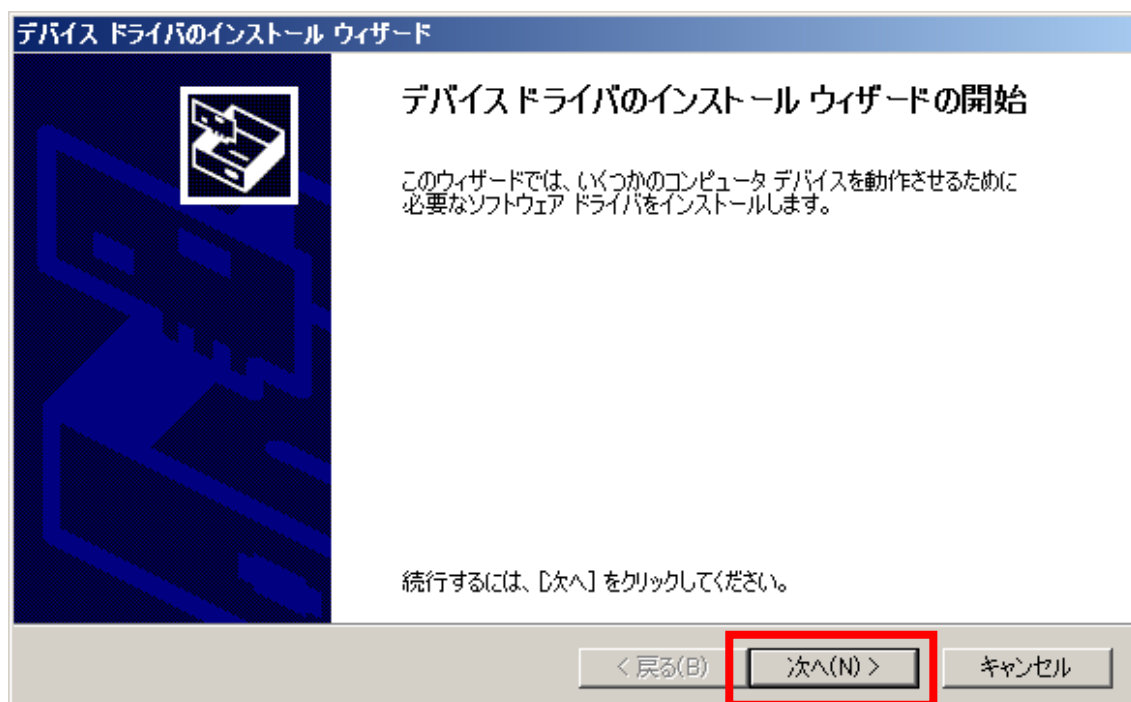 デバイス ドライバのインストール ウィザード
デバイス ドライバのインストール ウィザードの開始
このウィザードでは、いくつかのコンピュータ デバイスを動作させるために
必要なソフトウェア ドライバをインストールします。
続行するには、[次へ] をクリックしてください。
< 戻る(B) 次へ(N) > キャンセル